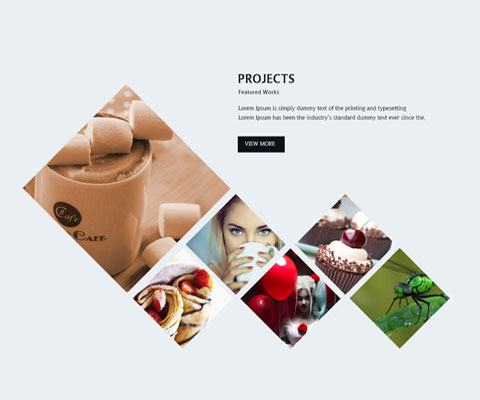 PROJECTS
Featured Works
Lorem Ipsum is simply dummy text of the printing and typesetting
Lorem Ipsum has been the industry's standard dummy text ever since the,
VIEW MORE
Cafe
CAFE